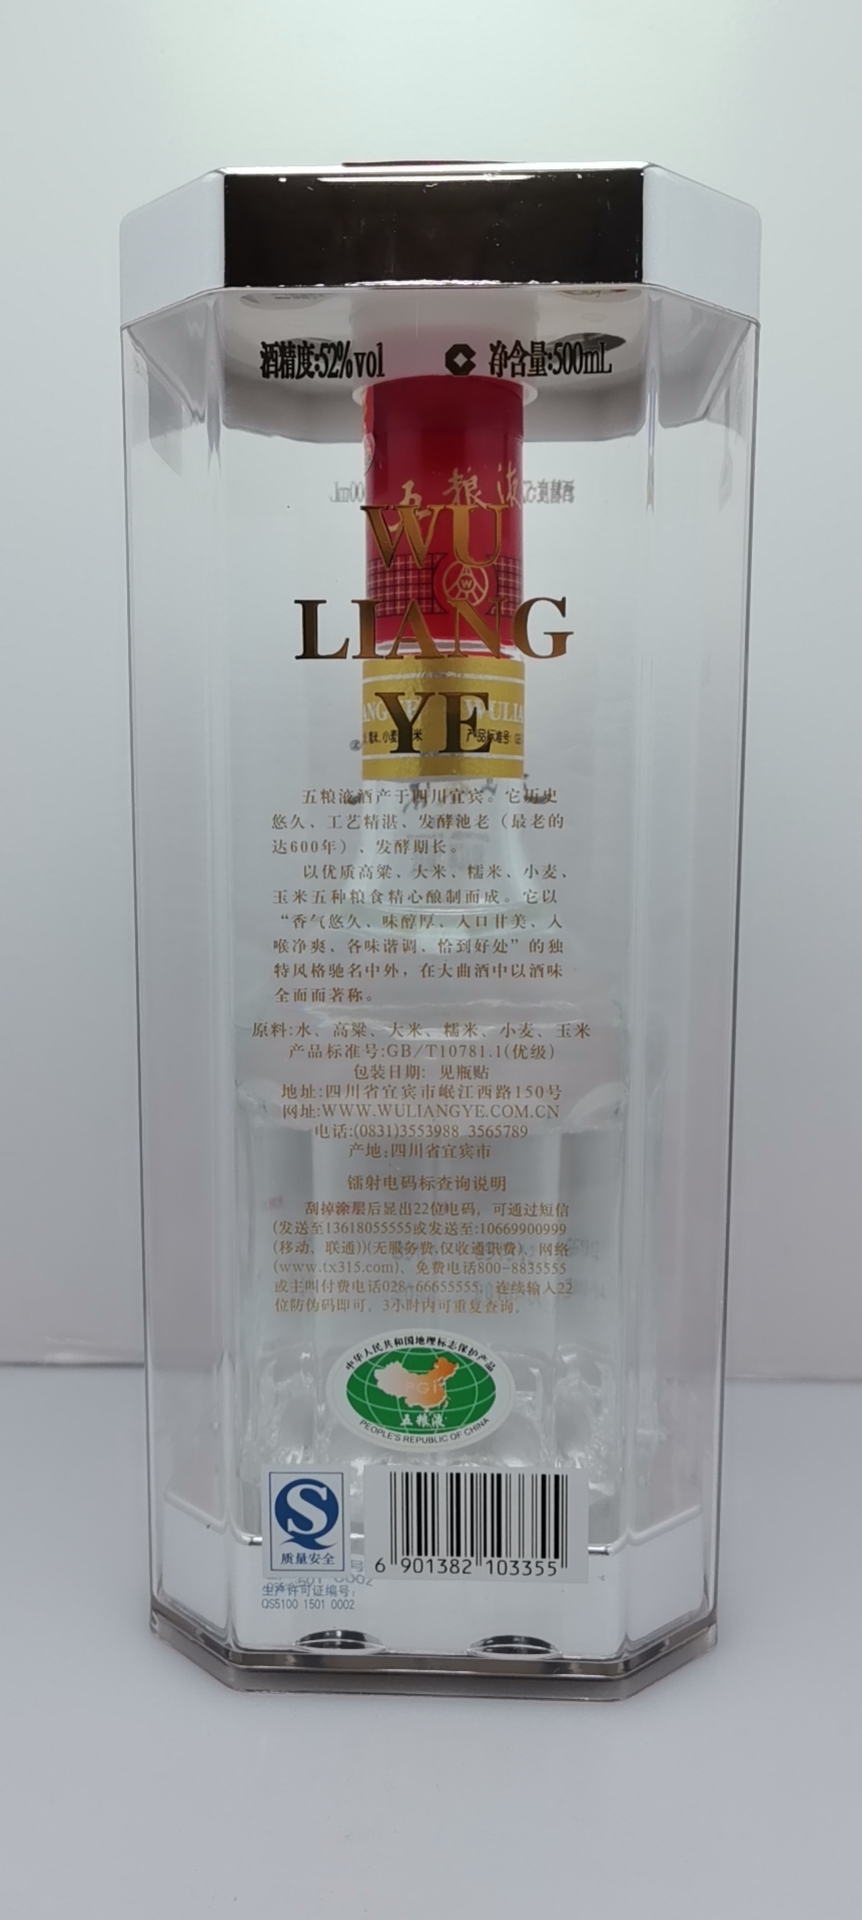 酒精度:52%vol 净含量:500mL
五粮液
WU
LIANG
YE
产品标准号:
五粮液酒产于四川宜宾。它历史
悠久、工艺精湛、发酵池老（最老的
达600年）、发酵期长。
以优质高粱、大米、糯米、小麦、
玉米五种粮食精心酿制而成。它以
“香气悠久、味醇厚、入口甘美、入
喉净爽、各味谐调、恰到好处”的独
特风格驰名中外，在大曲酒中以酒味
全面而著称。
原料:水、高粱、大米、糯米、小麦、玉米
产品标准号:GB/T10781.1(优级)
包装日期: 见瓶贴
地址:四川省宜宾市岷江西路150号
网址:WWW.WULIANGYE.COM.CN
电话:(0831)3553988 3565789
产地:四川省宜宾市
镭射电码标查询说明
刮掉涂层后显出22位电码，可通过短信
(发送至13618055555或发送至:10669900999
(移动、联通))(无服务费,仅收通讯费)、网络
(www.tx315.com)、免费电话800-8835555
或主叫付费电话028-66655555，连续输入22
位防伪码即可，3小时内可重复查询。
中华人民共和国地理标志保护产品
PGI
五粮液
PEOPLE'S REPUBLIC OF CHINA
质量安全
6 901382 103355
生产许可证编号:
QS5100 1501 0002